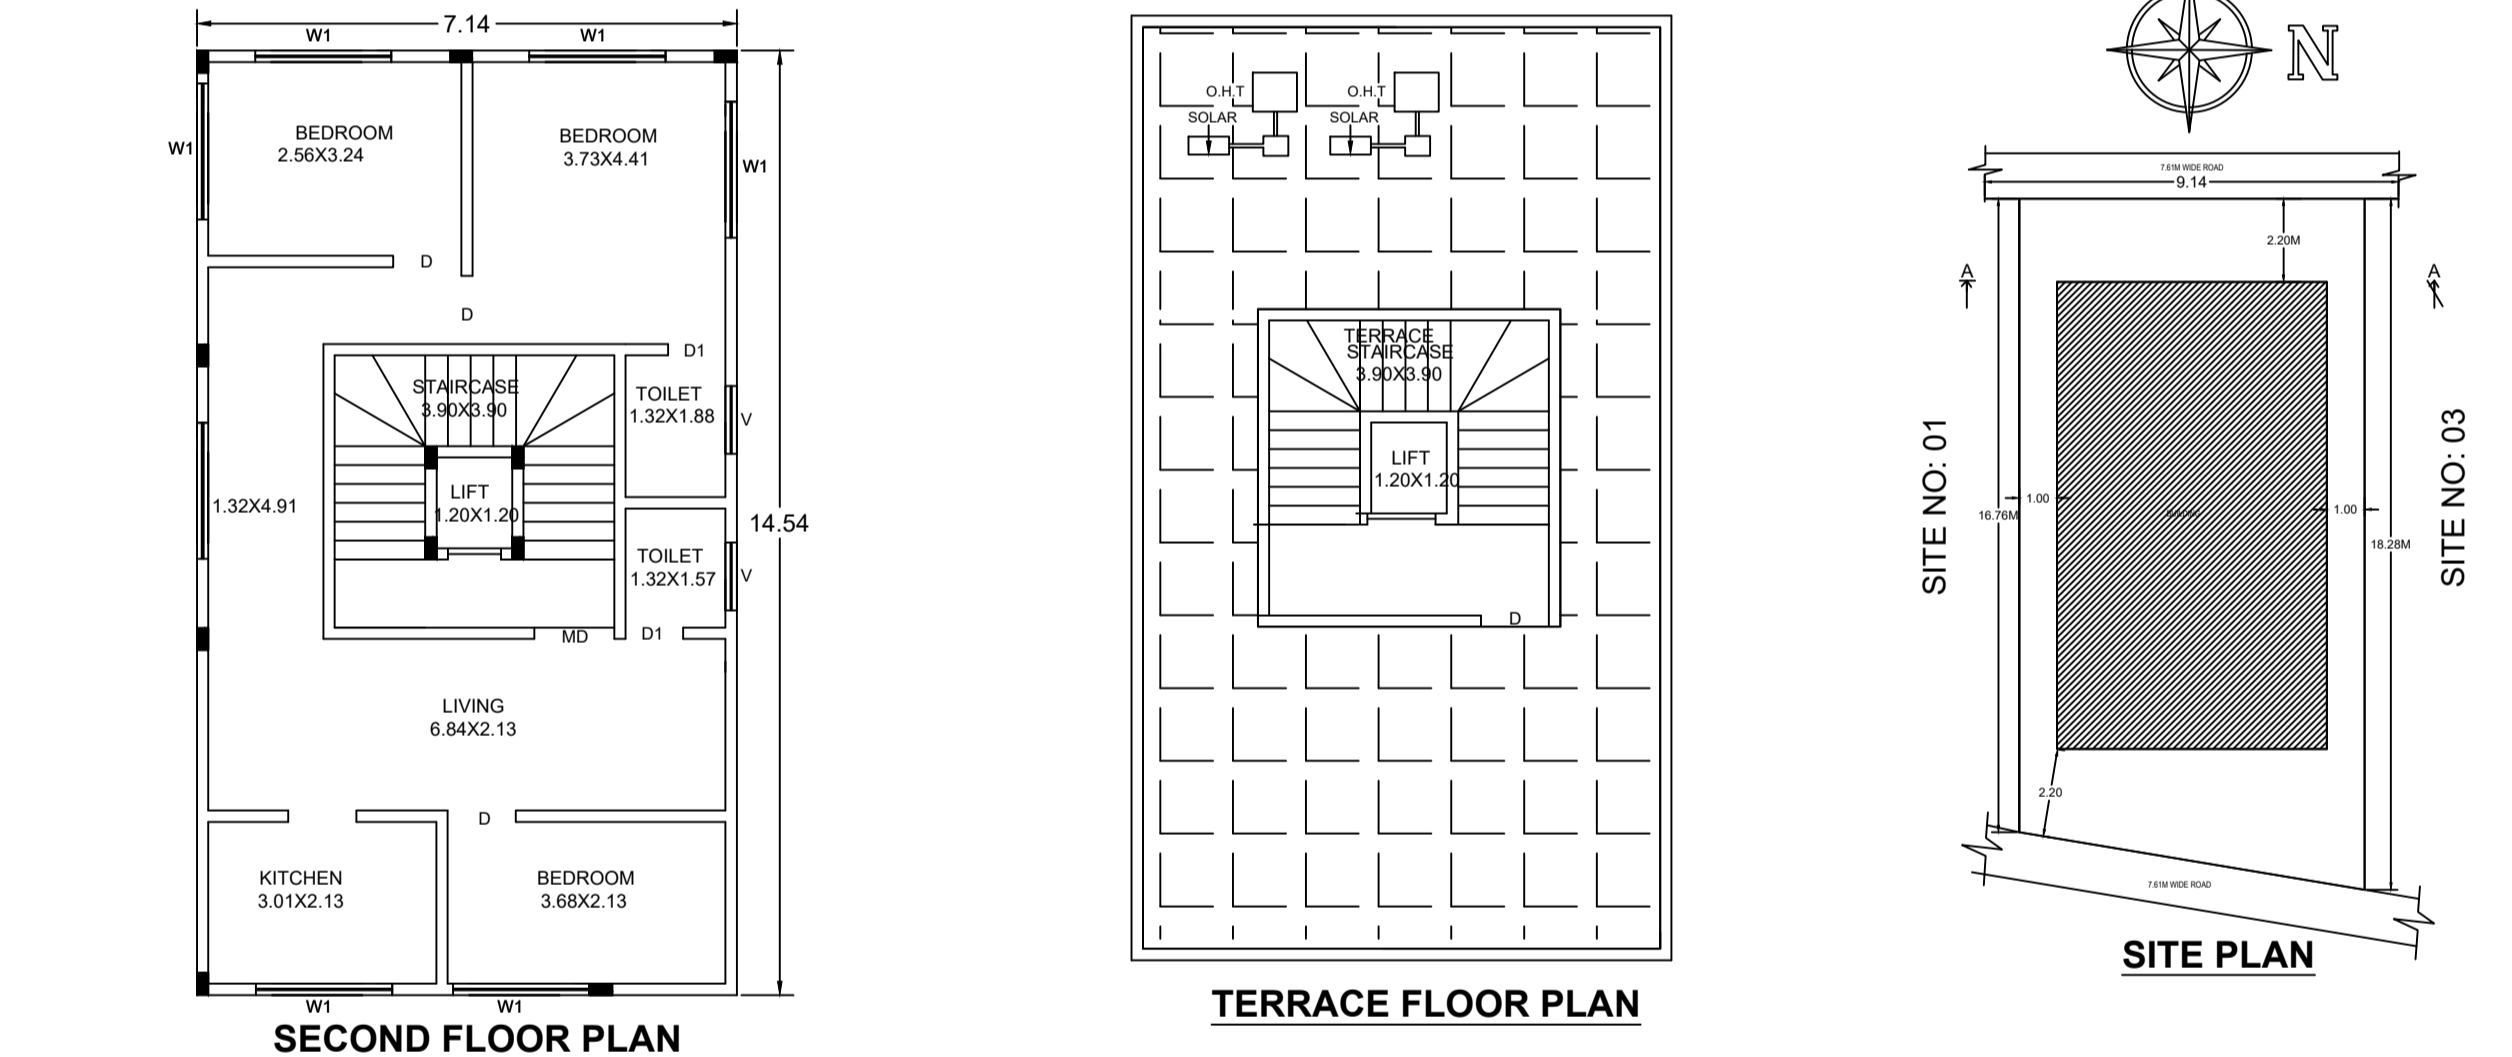 7.14
W1
W1
BEDROOM
2.56X3.24
BEDROOM
3.73X4.41
W1
W1
D
D
D1
STAIRCASE
3.90X3.90
TOILET
1.32X1.88
V
LIFT
1.20X1.20
1.32X4.91
14.54
TOILET
1.32X1.57
V
MD
D1
LIVING
6.84X2.13
D
KITCHEN
3.01X2.13
BEDROOM
3.68X2.13
W1
W1
SECOND FLOOR PLAN
O.H.T
O.H.T
SOLAR
SOLAR
TERRACE
STAIRCASE
3.90X3.90
LIFT
1.20X1.20
D
TERRACE FLOOR PLAN
N
7.61M WIDE ROAD
9.14
2.20M
A
A
SITE NO: 01
SITE NO: 03
1.00
16.76M
BUILDING
1.00
18.28M
2.20
7.61M WIDE ROAD
SITE PLAN